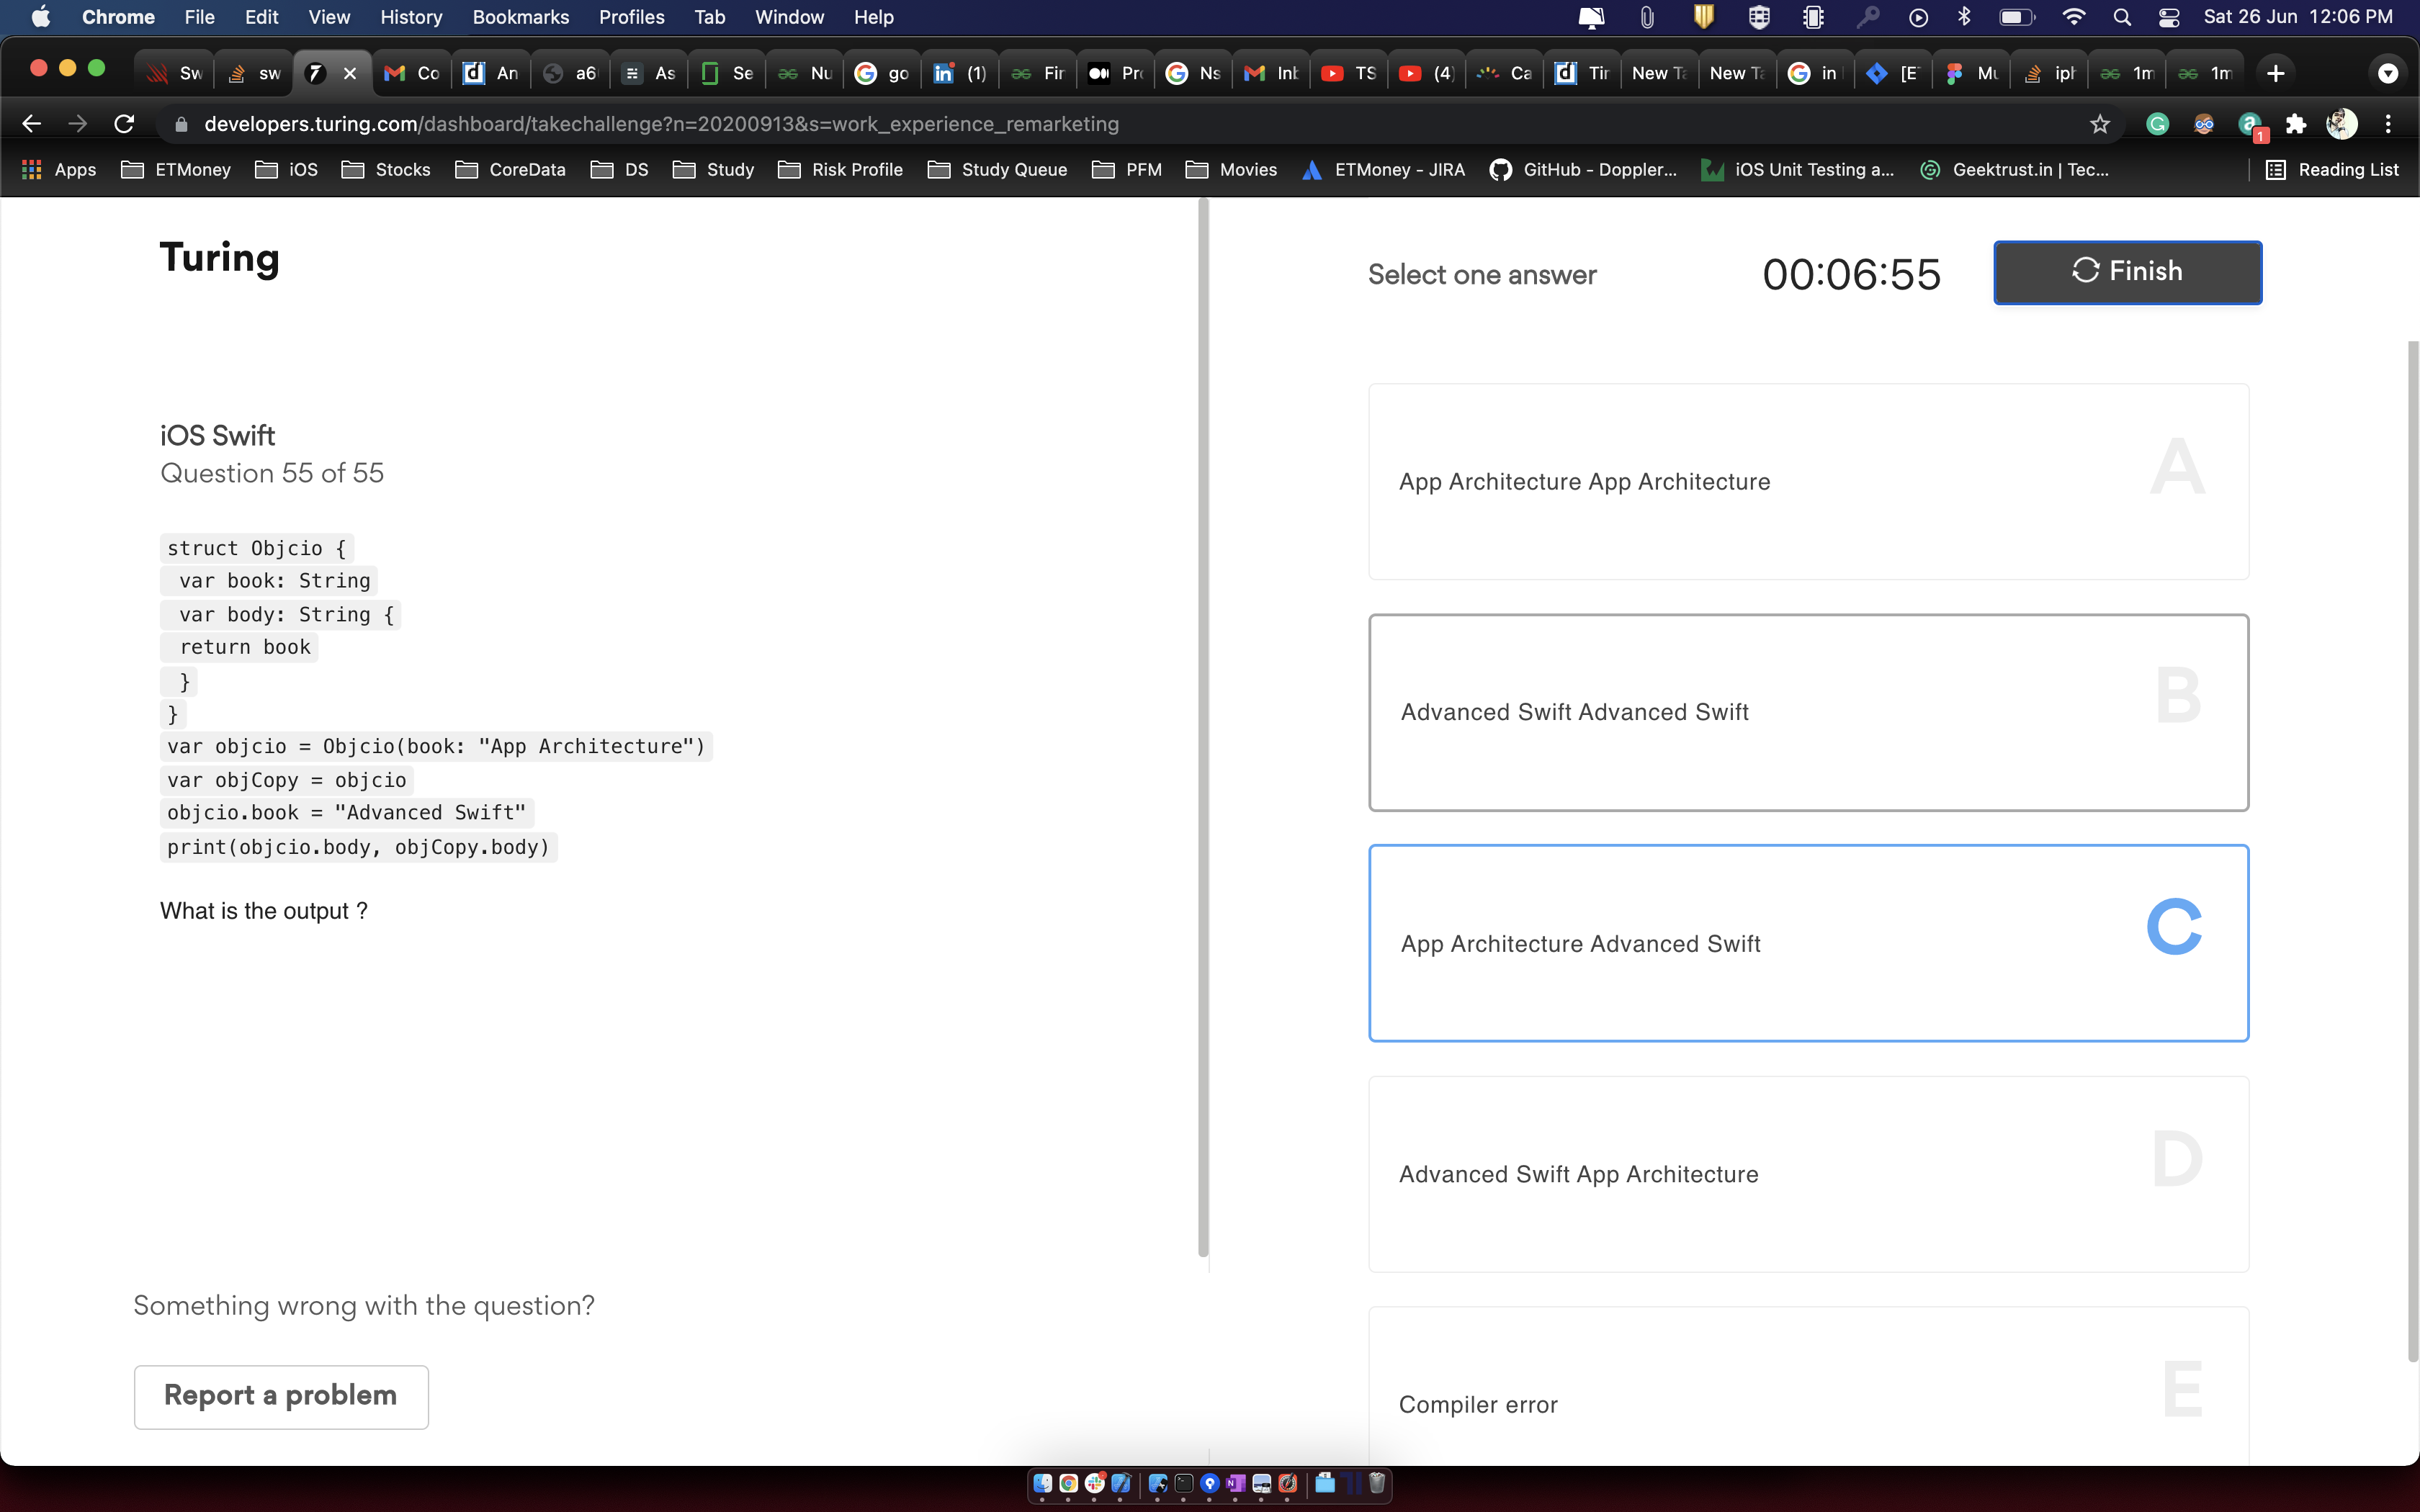 Chrome File Edit View History Bookmarks Profiles Tab Window Help Sat 26 Jun 12:06 PM
Sw sw Co An a6 As Se Nu go (1) Fir Pro Ns Inb TS (4) Ca Tir New Ta New Ta in [E Mu iph 1m 1m
developers.turing.com/dashboard/takechallenge?n=20200913&s=work_experience_remarketing 1
Apps ETMoney iOS Stocks CoreData DS Study Risk Profile Study Queue PFM Movies ETMoney - JIRA GitHub - Doppler... iOS Unit Testing a... Geektrust.in | Tec... Reading List
Turing
iOS Swift
Question 55 of 55
struct Objcio {
var book: String
var body: String {
return book
}
}
var objcio = Objcio(book: "App Architecture")
var objCopy = objcio
objcio.book = "Advanced Swift"
print(objcio.body, objCopy.body)
What is the output ?
Something wrong with the question?
Report a problem
Select one answer 00:06:55 Finish
App Architecture App Architecture A
Advanced Swift Advanced Swift B
App Architecture Advanced Swift C
Advanced Swift App Architecture D
Compiler error E